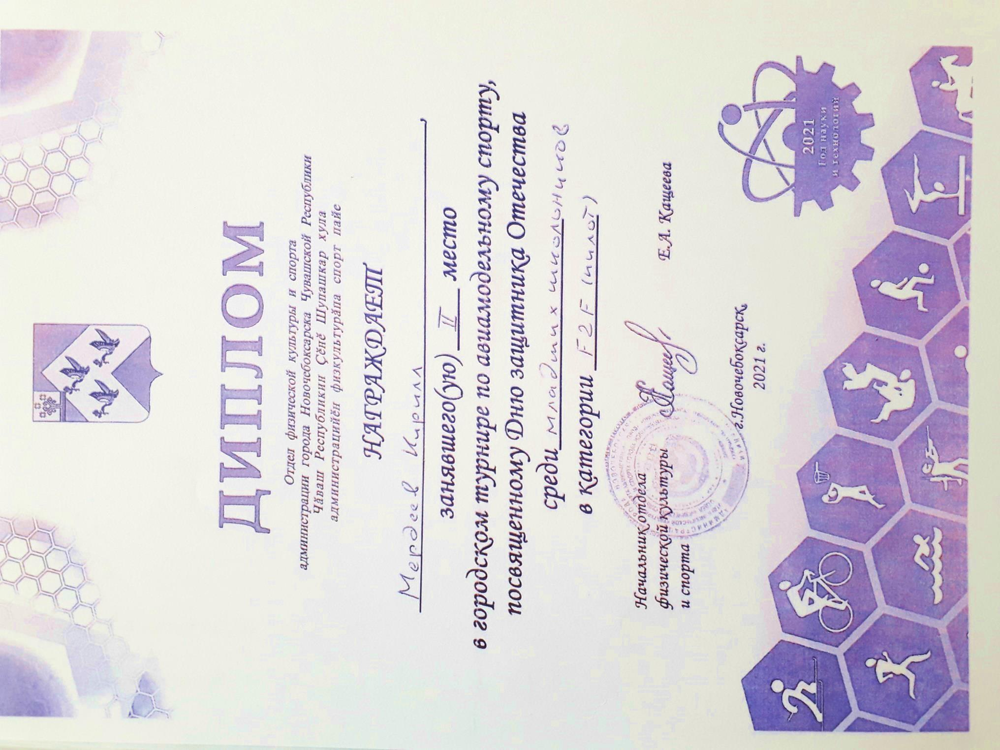 ДИПЛОМ
Отдел физической культуры и спорта
администрации города Новочебоксарска Чувашской Республики
Чӑваш Республикин Ҫӗнӗ Шупашкар хула
администрацийӗн физкультурӑпа спорт пайӗ
НАГРАЖДАЕТ
Мердеев Кирилл,
занявшего(ую) II место
в городском турнире по авиамодельному спорту,
посвященному Дню защитника Отечества
среди младших школьников
в категории F2F (пилот)
Начальник отдела
физической культуры Е.А. Кащеева
и спорта
г.Новочебоксарск,
2021 г.
2021
Год науки
и технологий